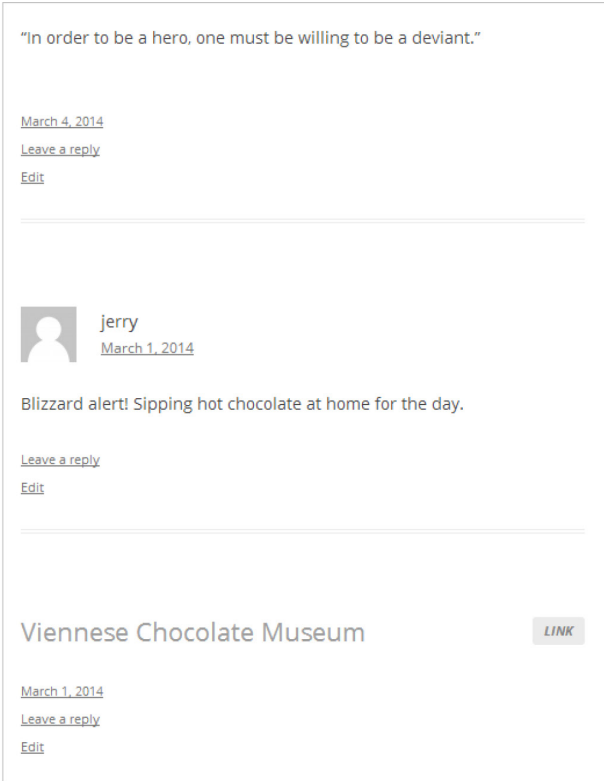 “In order to be a hero, one must be willing to be a deviant.”
March 4, 2014
Leave a reply
Edit
jerry
March 1, 2014
Blizzard alert! Sipping hot chocolate at home for the day.
Leave a reply
Edit
Viennese Chocolate Museum
LINK
March 1, 2014
Leave a reply
Edit